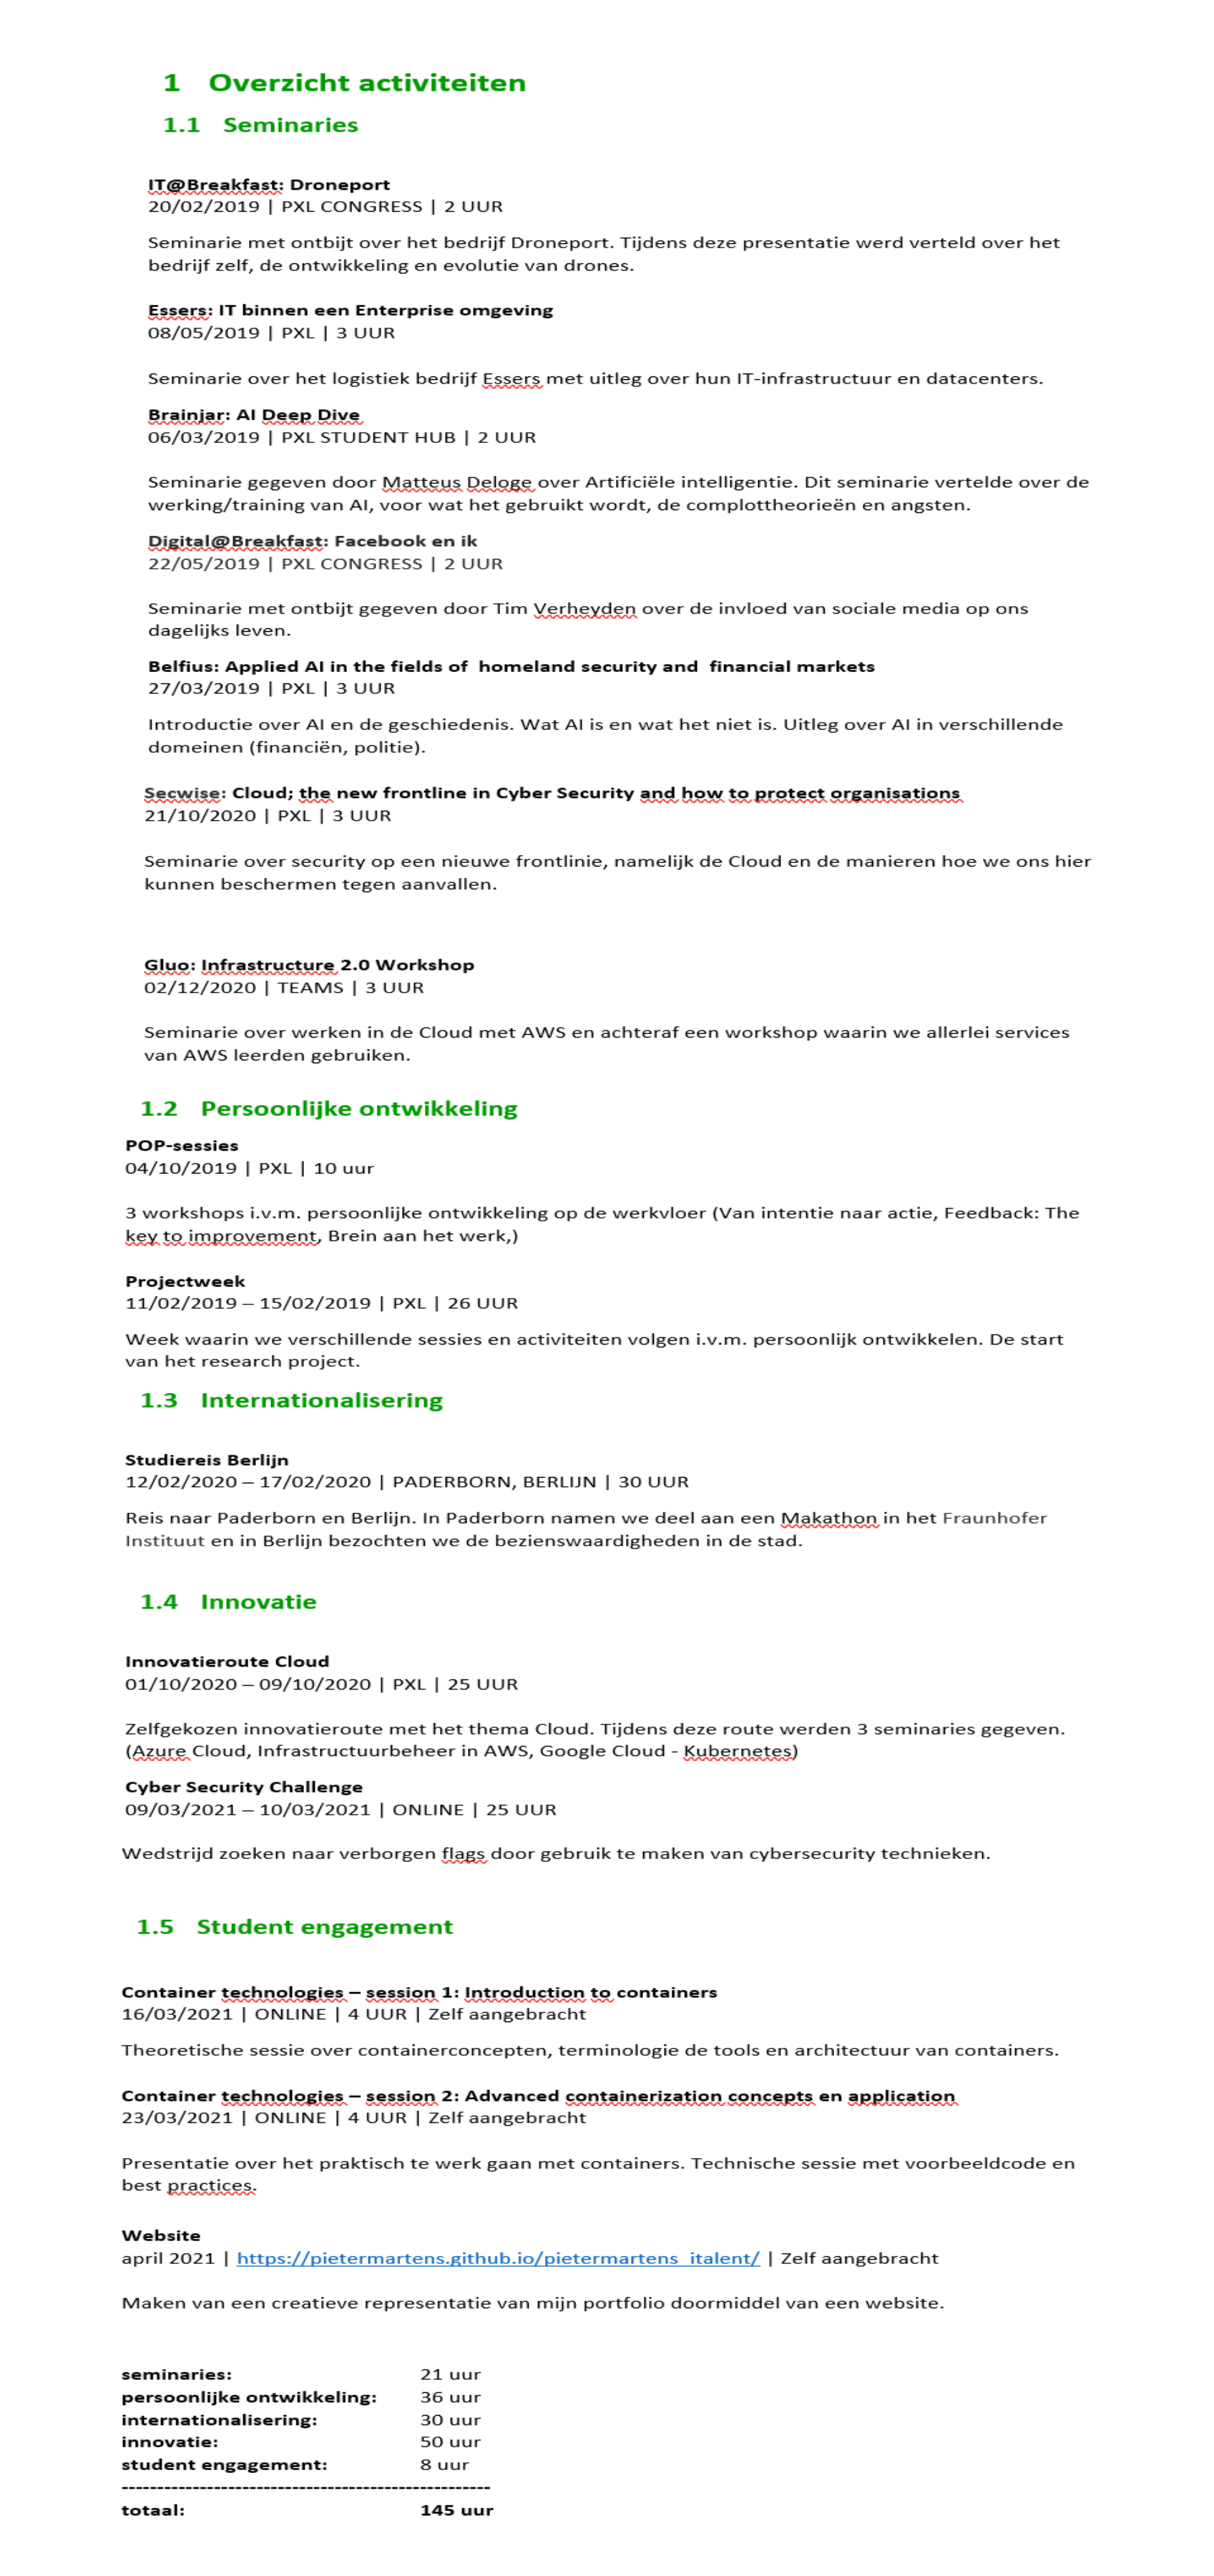 1 Overzicht activiteiten
1.1 Seminaries
IT@Breakfast: Droneport
20/02/2019 | PXL CONGRESS | 2 UUR
Seminarie met ontbijt over het bedrijf Droneport. Tijdens deze presentatie werd verteld over het
bedrijf zelf, de ontwikkeling en evolutie van drones.
Essers: IT binnen een Enterprise omgeving
08/05/2019 | PXL | 3 UUR
Seminarie over het logistiek bedrijf Essers met uitleg over hun IT-infrastructuur en datacenters.
Brainjar: AI Deep Dive
06/03/2019 | PXL STUDENT HUB | 2 UUR
Seminarie gegeven door Matteus Deloge over Artificiële intelligentie. Dit seminarie vertelde over de
werking/training van AI, voor wat het gebruikt wordt, de complottheorieën en angsten.
Digital@Breakfast: Facebook en ik
22/05/2019 | PXL CONGRESS | 2 UUR
Seminarie met ontbijt gegeven door Tim Verheyden over de invloed van sociale media op ons
dagelijks leven.
Belfius: Applied AI in the fields of  homeland security and  financial markets
27/03/2019 | PXL | 3 UUR
Introductie over AI en de geschiedenis. Wat AI is en wat het niet is. Uitleg over AI in verschillende
domeinen (financiën, politie).
Secwise: Cloud; the new frontline in Cyber Security and how to protect organisations
21/10/2020 | PXL | 3 UUR
Seminarie over security op een nieuwe frontlinie, namelijk de Cloud en de manieren hoe we ons hier
kunnen beschermen tegen aanvallen.
Gluo: Infrastructure 2.0 Workshop
02/12/2020 | TEAMS | 3 UUR
Seminarie over werken in de Cloud met AWS en achteraf een workshop waarin we allerlei services
van AWS leerden gebruiken.
1.2 Persoonlijke ontwikkeling
POP-sessies
04/10/2019 | PXL | 10 uur
3 workshops i.v.m. persoonlijke ontwikkeling op de werkvloer (Van intentie naar actie, Feedback: The
key to improvement, Brein aan het werk,)
Projectweek
11/02/2019 – 15/02/2019 | PXL | 26 UUR
Week waarin we verschillende sessies en activiteiten volgen i.v.m. persoonlijk ontwikkelen. De start
van het research project.
1.3 Internationalisering
Studiereis Berlijn
12/02/2020 – 17/02/2020 | PADERBORN, BERLIJN | 30 UUR
Reis naar Paderborn en Berlijn. In Paderborn namen we deel aan een Makathon in het Fraunhofer
Instituut en in Berlijn bezochten we de bezienswaardigheden in de stad.
1.4 Innovatie
Innovatieroute Cloud
01/10/2020 – 09/10/2020 | PXL | 25 UUR
Zelfgekozen innovatieroute met het thema Cloud. Tijdens deze route werden 3 seminaries gegeven.
(Azure Cloud, Infrastructuurbeheer in AWS, Google Cloud - Kubernetes)
Cyber Security Challenge
09/03/2021 – 10/03/2021 | ONLINE | 25 UUR
Wedstrijd zoeken naar verborgen flags door gebruik te maken van cybersecurity technieken.
1.5 Student engagement
Container technologies – session 1: Introduction to containers
16/03/2021 | ONLINE | 4 UUR | Zelf aangebracht
Theoretische sessie over containerconcepten, terminologie de tools en architectuur van containers.
Container technologies – session 2: Advanced containerization concepts en application
23/03/2021 | ONLINE | 4 UUR | Zelf aangebracht
Presentatie over het praktisch te werk gaan met containers. Technische sessie met voorbeeldcode en
best practices.
Website
april 2021 | https://pietermartens.github.io/pietermartens_italent/ | Zelf aangebracht
Maken van een creatieve representatie van mijn portfolio doormiddel van een website.
seminaries: 21 uur
persoonlijke ontwikkeling: 36 uur
internationalisering: 30 uur
innovatie: 50 uur
student engagement: 8 uur
----------------------------------------------------
totaal: 145 uur